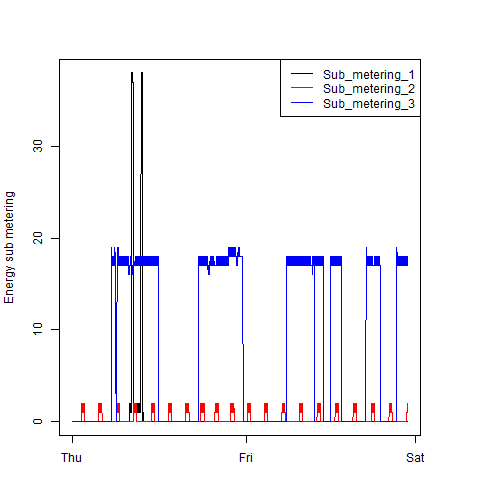 Sub_metering_1
Sub_metering_2
Sub_metering_3
Energy sub metering
30
20
10
0
Thu Fri Sat